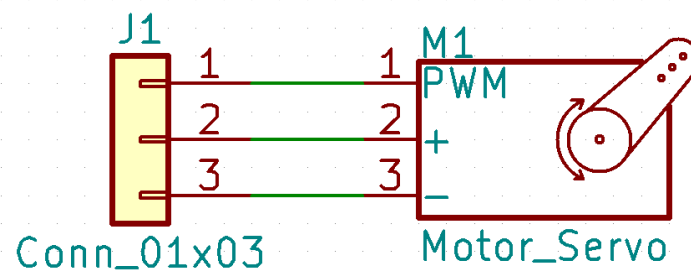 J1
M1
1 1 PWM
2 2 +
3 3 -
Conn_01x03
Motor_Servo